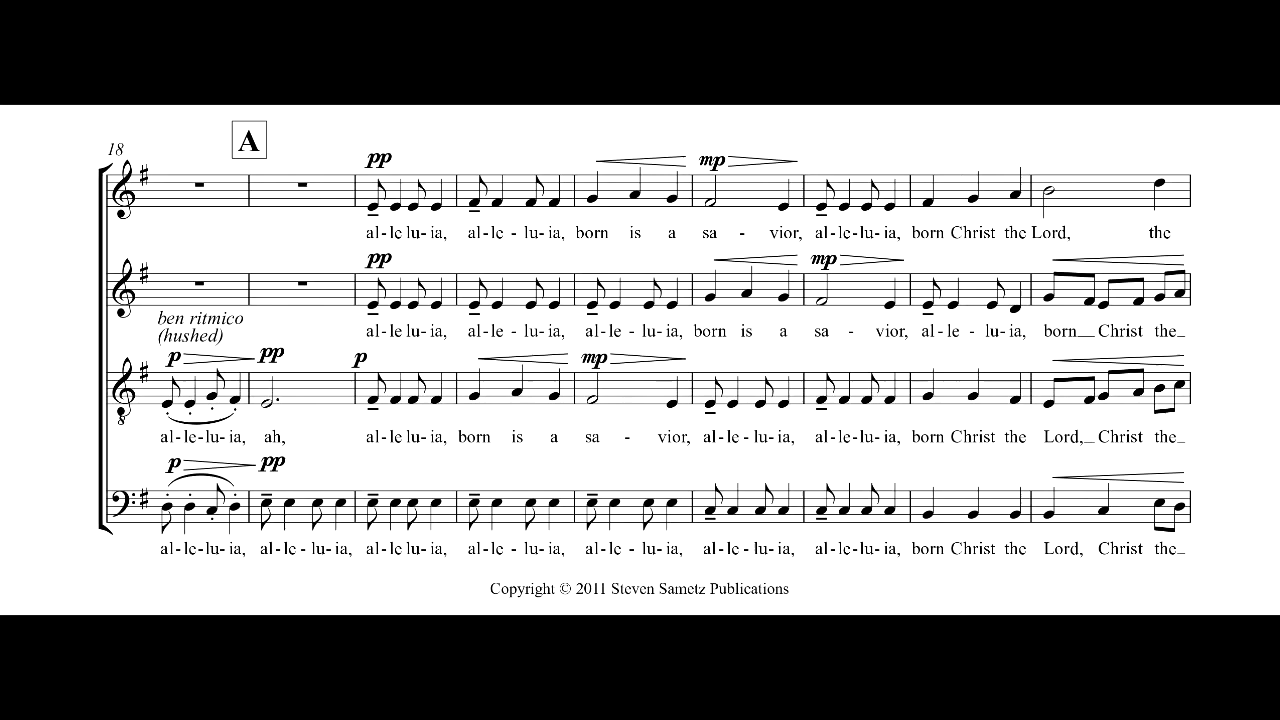 18
A
pp mp
al-le lu-ia, al-le - lu-ia, born is a sa - vior, al-le-lu-ia, born Christ the Lord, the
pp mp
al-le lu-ia, al-le - lu-ia, al-le - lu-ia, born is a sa - vior, al-le - lu-ia, born_ Christ the_
ben ritmico
(hushed)
p pp p mp
al-le-lu-ia, ah, al-le lu-ia, born is a sa - vior, al-le-lu-ia, al-le - lu-ia, born Christ the Lord,_ Christ the_
p pp
al-le-lu-ia, al-le - lu-ia, al-le lu-ia, al-le - lu-ia, al-le - lu-ia, al-le - lu-ia, al-le - lu-ia, born Christ the Lord, Christ the_
Copyright © 2011 Steven Sametz Publications